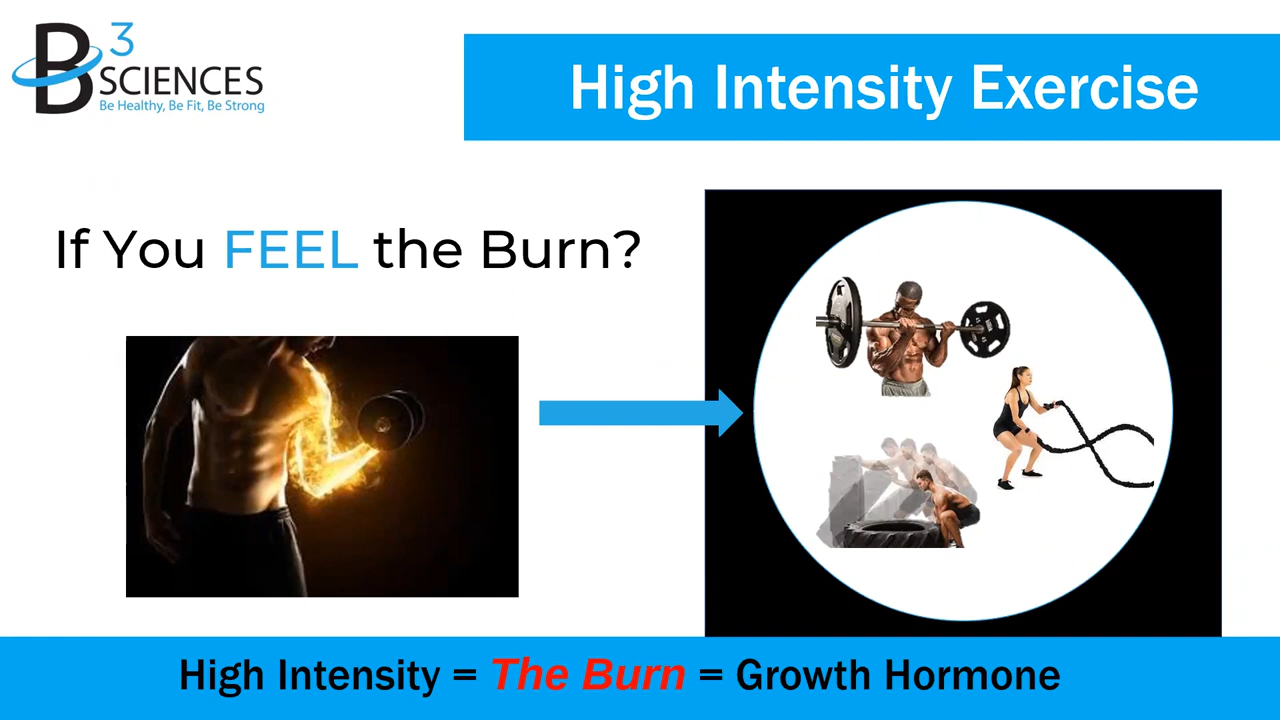 B3
SCIENCES
Be Healthy, Be Fit, Be Strong
High Intensity Exercise
If You FEEL the Burn?
High Intensity = The Burn = Growth Hormone